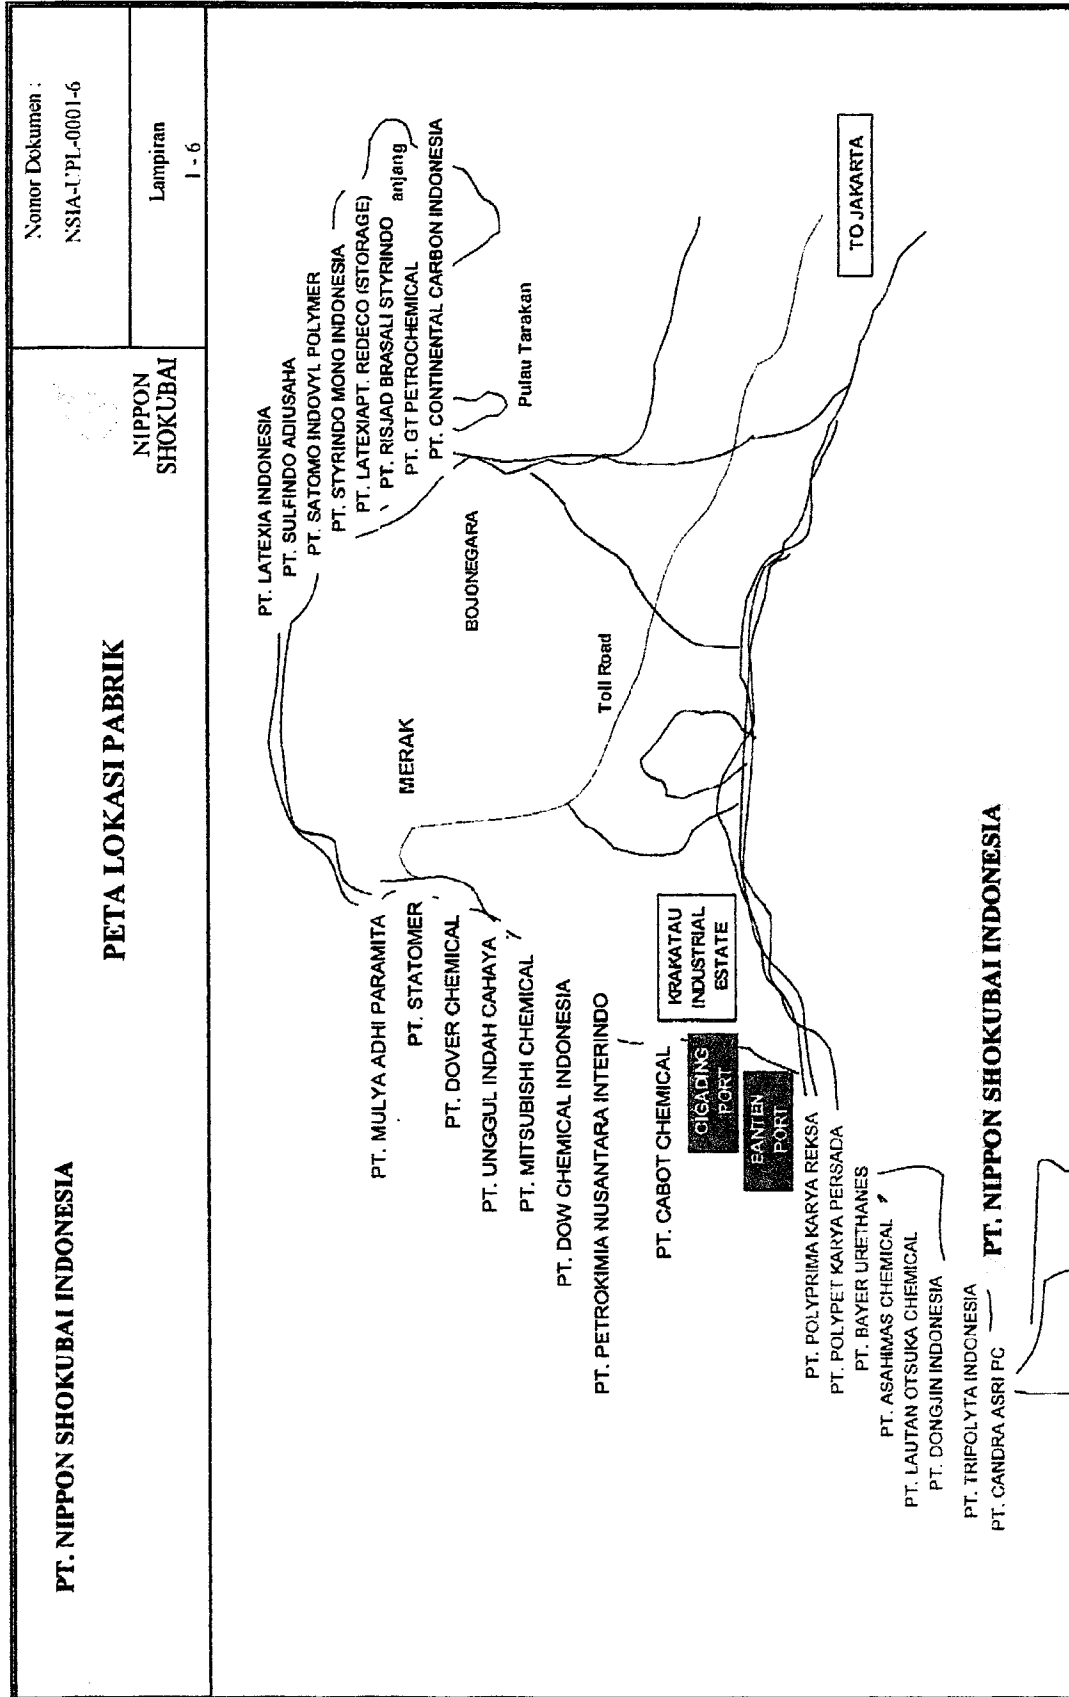 PT. NIPPON SHOKUBAI INDONESIA
PETA LOKASI PABRIK
NIPPON
SHOKUBAI
Nomor Dokumen :
NSIA-UPL-0001-6
Lampiran
1 - 6
PT. LATEXIA INDONESIA
PT. SULFINDO ADIUSAHA
PT. SATOMO INDOVYL POLYMER
PT. STYRINDO MONO INDONESIA
PT. LATEXIAPT. REDECO (STORAGE)
PT. RISJAD BRASALI STYRINDO
anjang
PT. GT PETROCHEMICAL
PT. CONTINENTAL CARBON INDONESIA
MERAK
BOJONEGARA
Pulau Tarakan
Toll Road
TO JAKARTA
PT. MULYA ADHI PARAMITA
PT. STATOMER
PT. DOVER CHEMICAL
PT. UNGGUL INDAH CAHAYA
PT. MITSUBISHI CHEMICAL
PT. DOW CHEMICAL INDONESIA
PT. PETROKIMIA NUSANTARA INTERINDO
PT. CABOT CHEMICAL
KRAKATAU
INDUSTRIAL
ESTATE
CIGADING
PORT
BANTEN
PORT
PT. POLYPRIMA KARYA REKSA
PT. POLYPET KARYA PERSADA
PT. BAYER URETHANES
PT. ASAHIMAS CHEMICAL
PT. LAUTAN OTSUKA CHEMICAL
PT. DONGJIN INDONESIA
PT. TRIPOLYTA INDONESIA
PT. CANDRA ASRI PC
PT. NIPPON SHOKUBAI INDONESIA